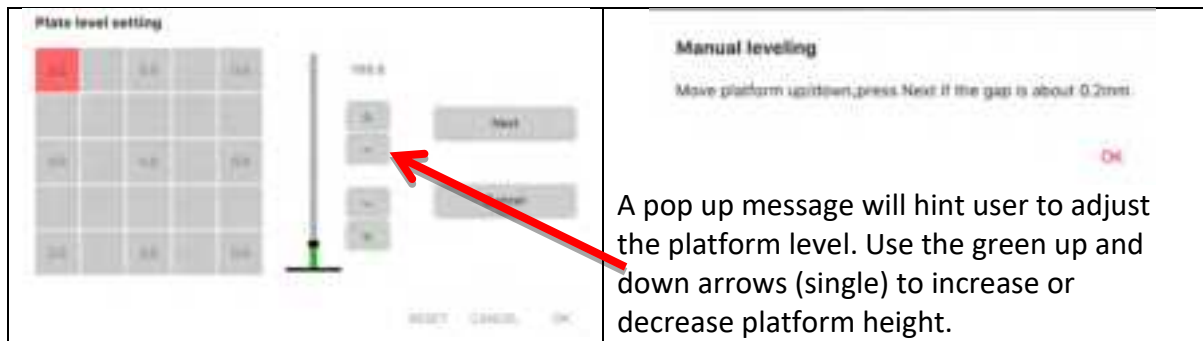 Plate level setting
Next
RESET CANCEL OK
Manual leveling
Move platform up/down,press Next if the gap is about 0.2mm
OK
A pop up message will hint user to adjust
the platform level. Use the green up and
down arrows (single) to increase or
decrease platform height.